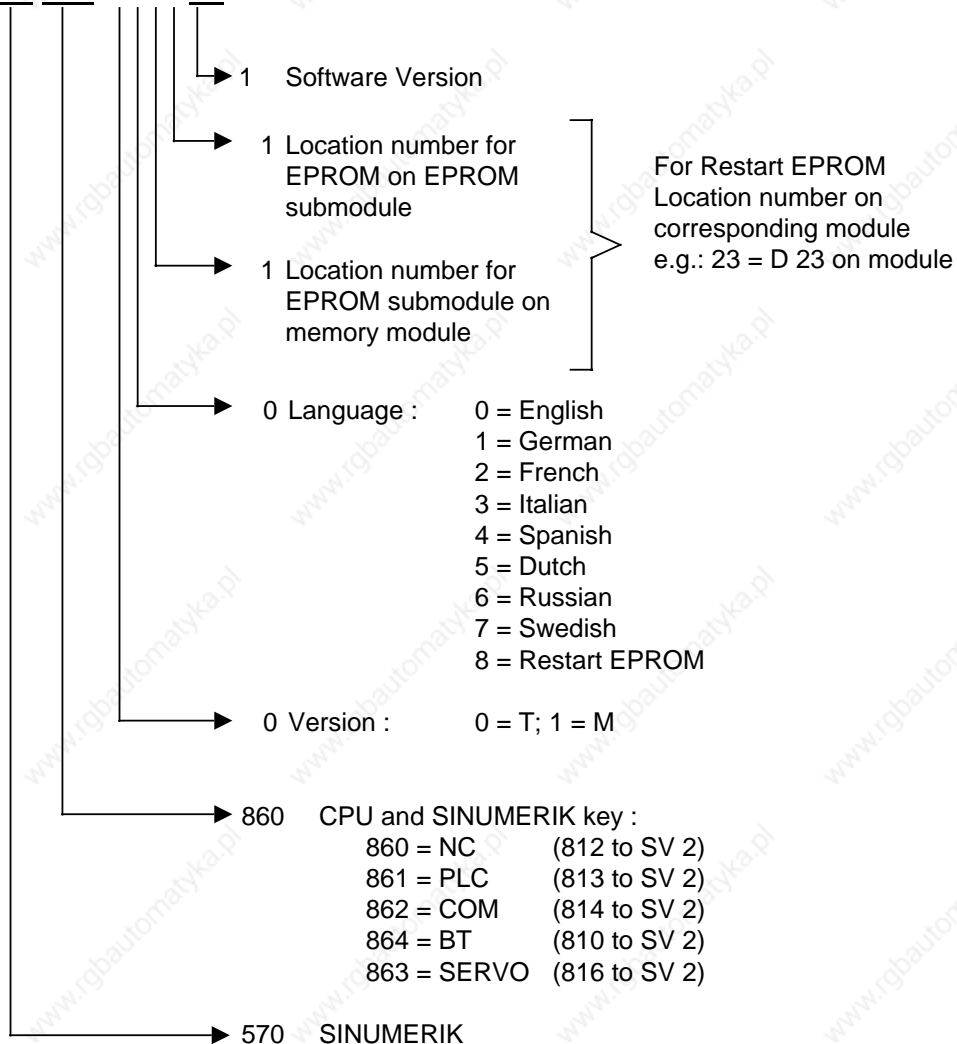 1 Software Version
1 Location number for
EPROM on EPROM
submodule
1 Location number for
EPROM submodule on
memory module
For Restart EPROM
Location number on
corresponding module
e.g.: 23 = D 23 on module
0 Language : 0 = English
1 = German
2 = French
3 = Italian
4 = Spanish
5 = Dutch
6 = Russian
7 = Swedish
8 = Restart EPROM
0 Version : 0 = T; 1 = M
860 CPU and SINUMERIK key :
860 = NC (812 to SV 2)
861 = PLC (813 to SV 2)
862 = COM (814 to SV 2)
864 = BT (810 to SV 2)
863 = SERVO (816 to SV 2)
570 SINUMERIK
www.rgbautomatyka.pl